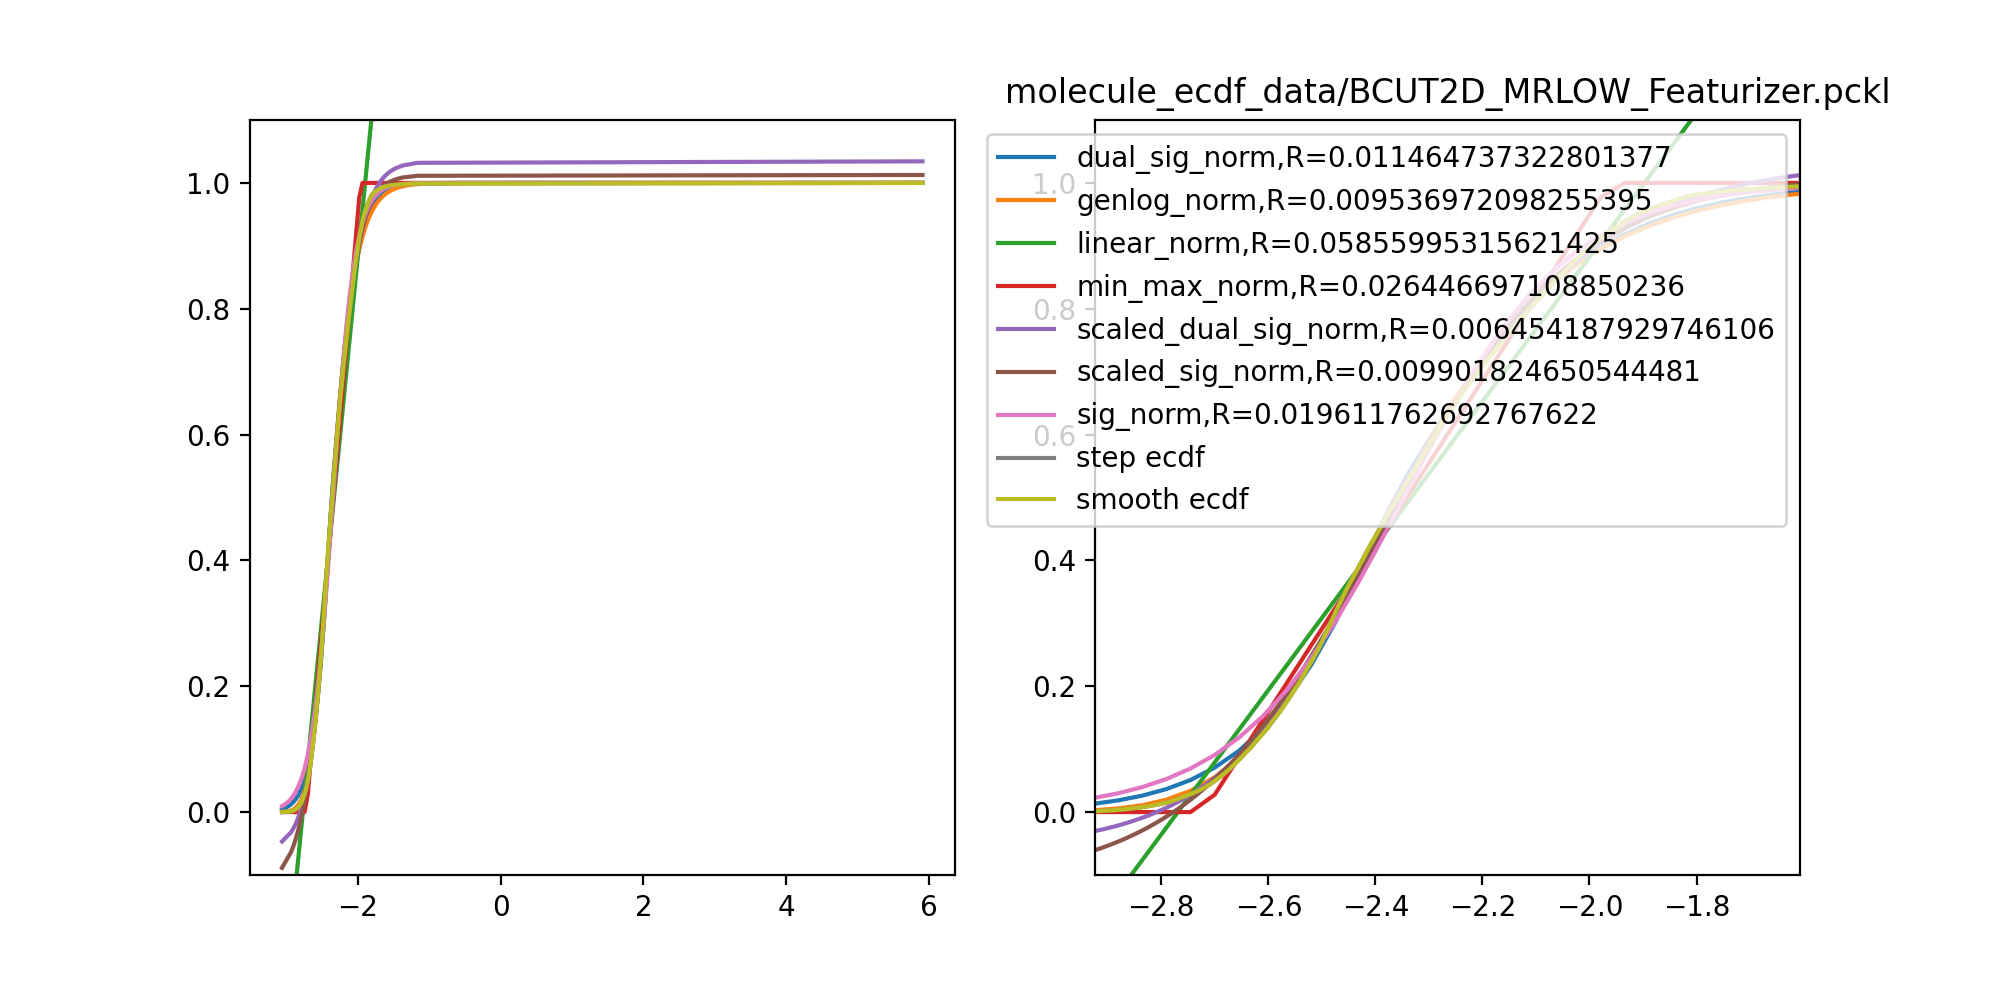 molecule_ecdf_data/BCUT2D_MRLOW_Featurizer.pckl
1.0
0.8
0.6
0.4
0.2
0.0
−2
0
2
4
6
dual_sig_norm,R=0.011464737322801377
genlog_norm,R=0.009536972098255395
linear_norm,R=0.05855995315621425
min_max_norm,R=0.026446697108850236
scaled_dual_sig_norm,R=0.006454187929746106
scaled_sig_norm,R=0.009901824650544481
sig_norm,R=0.019611762692767622
step ecdf
smooth ecdf
1.0
0.8
0.6
0.4
0.2
0.0
−2.8
−2.6
−2.4
−2.2
−2.0
−1.8